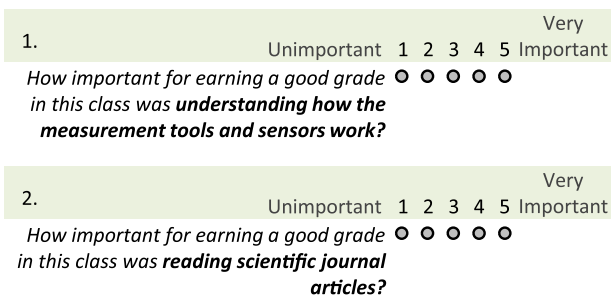 1.
Unimportant 1 2 3 4 5 Very Important
How important for earning a good grade
in this class was understanding how the
measurement tools and sensors work?
2.
Unimportant 1 2 3 4 5 Very Important
How important for earning a good grade
in this class was reading scientific journal
articles?